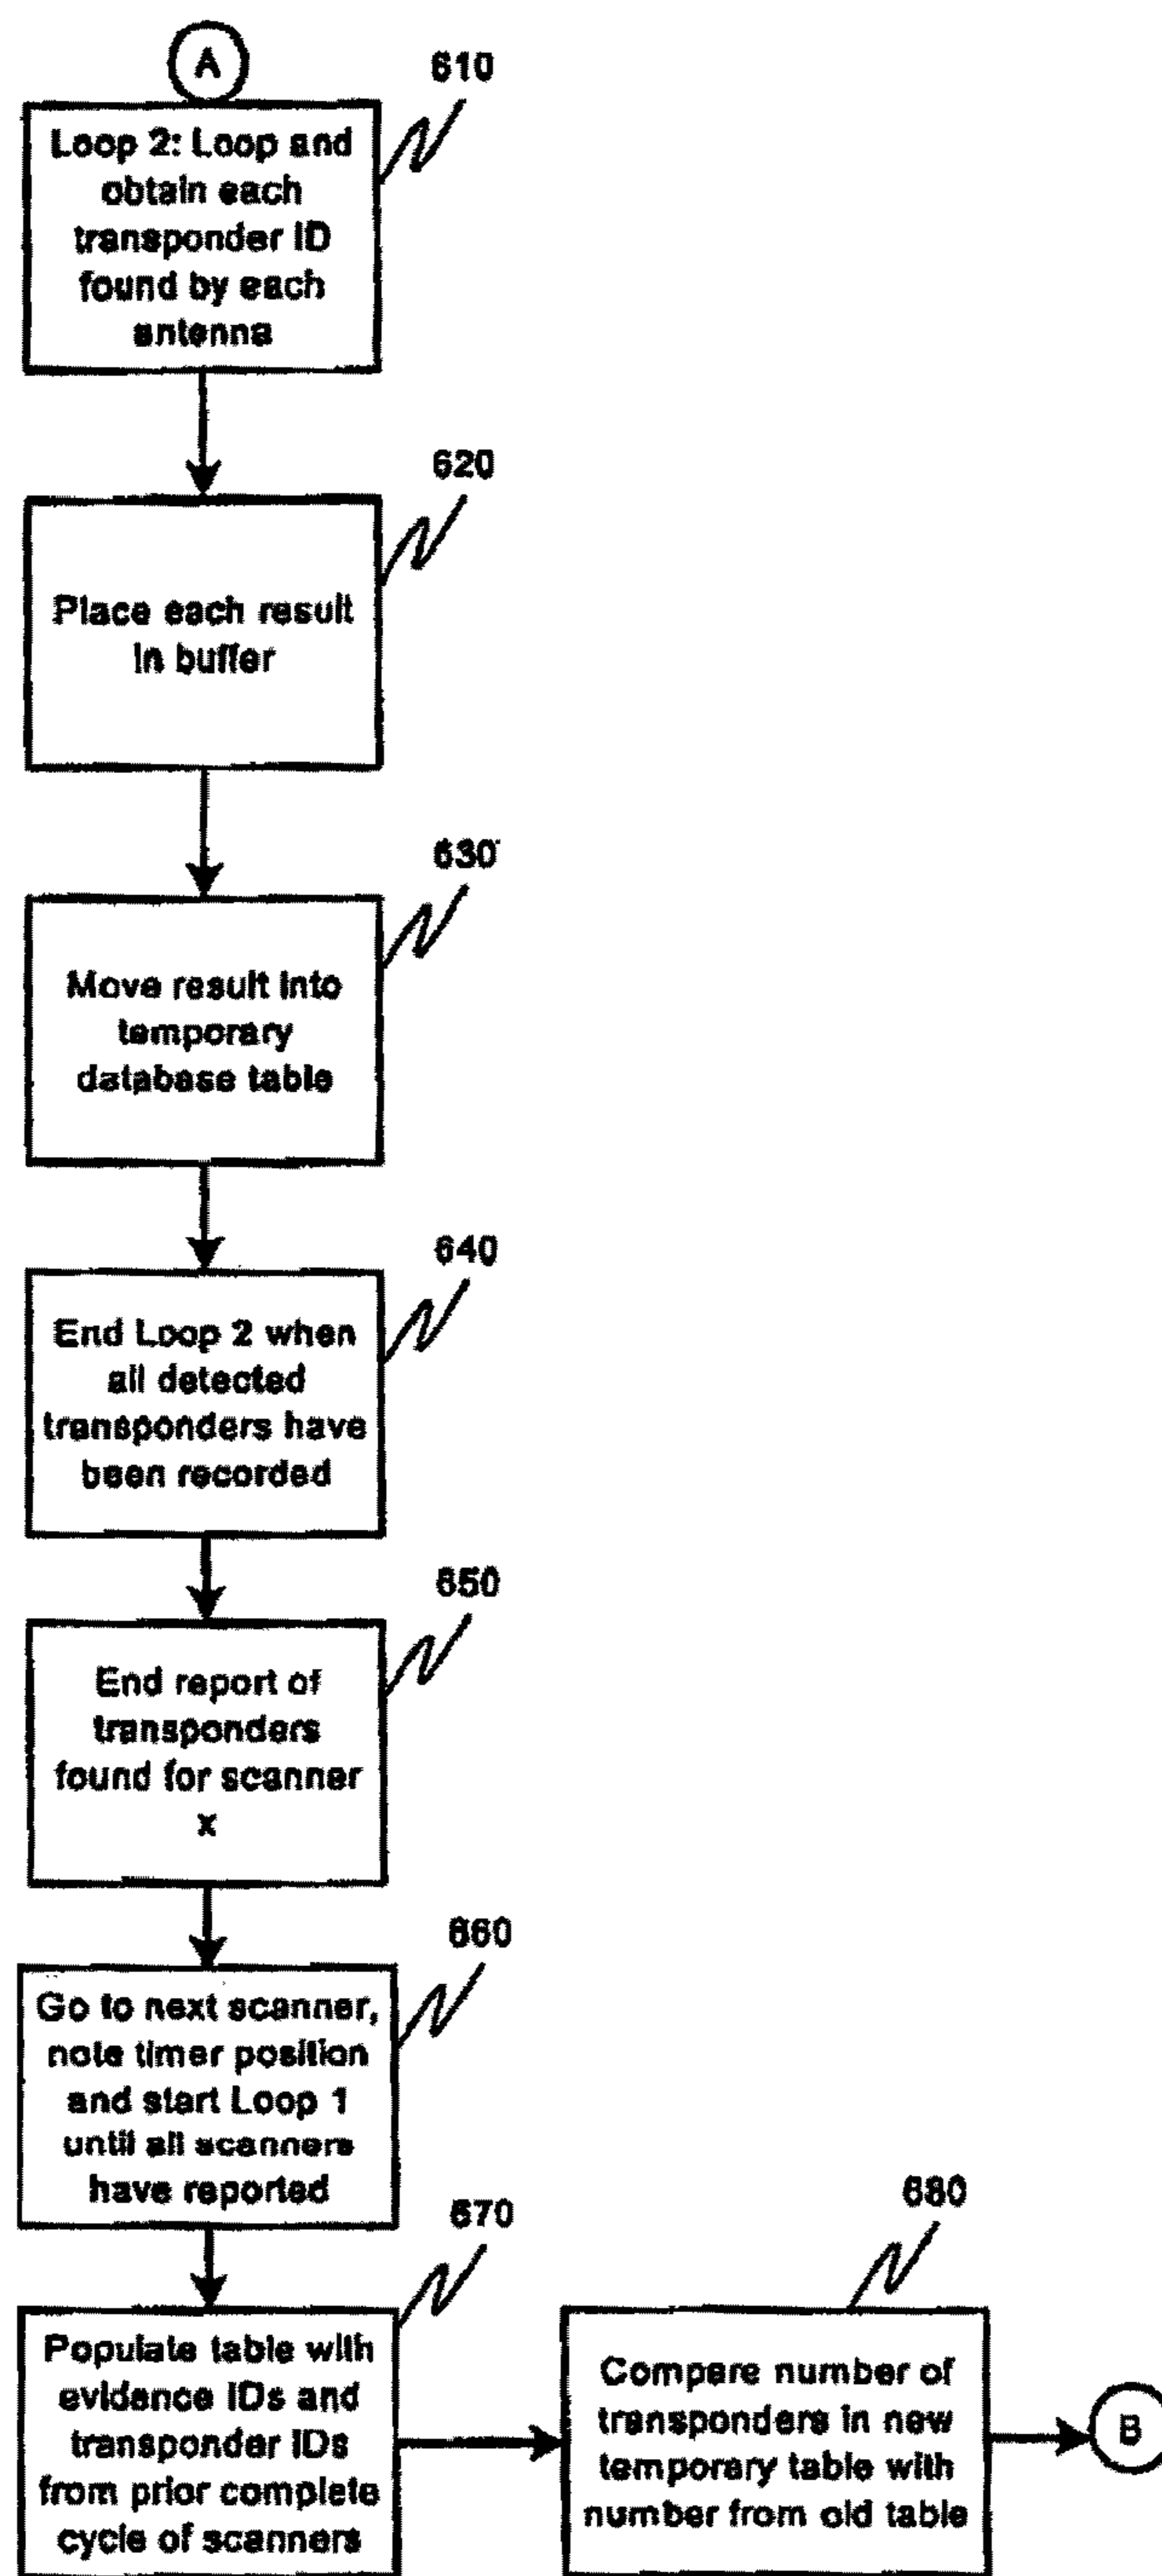 A
610
Loop 2: Loop and
obtain each
transponder ID
found by each
antenna
620
Place each result
in buffer
630
Move result into
temporary
database table
640
End Loop 2 when
all detected
transponders have
been recorded
650
End report of
transponders
found for scanner
x
660
Go to next scanner,
note timer position
and start Loop 1
until all scanners
have reported
670
Populate table with
evidence IDs and
transponder IDs
from prior complete
cycle of scanners
680
Compare number of
transponders in new
temporary table with
number from old table
B